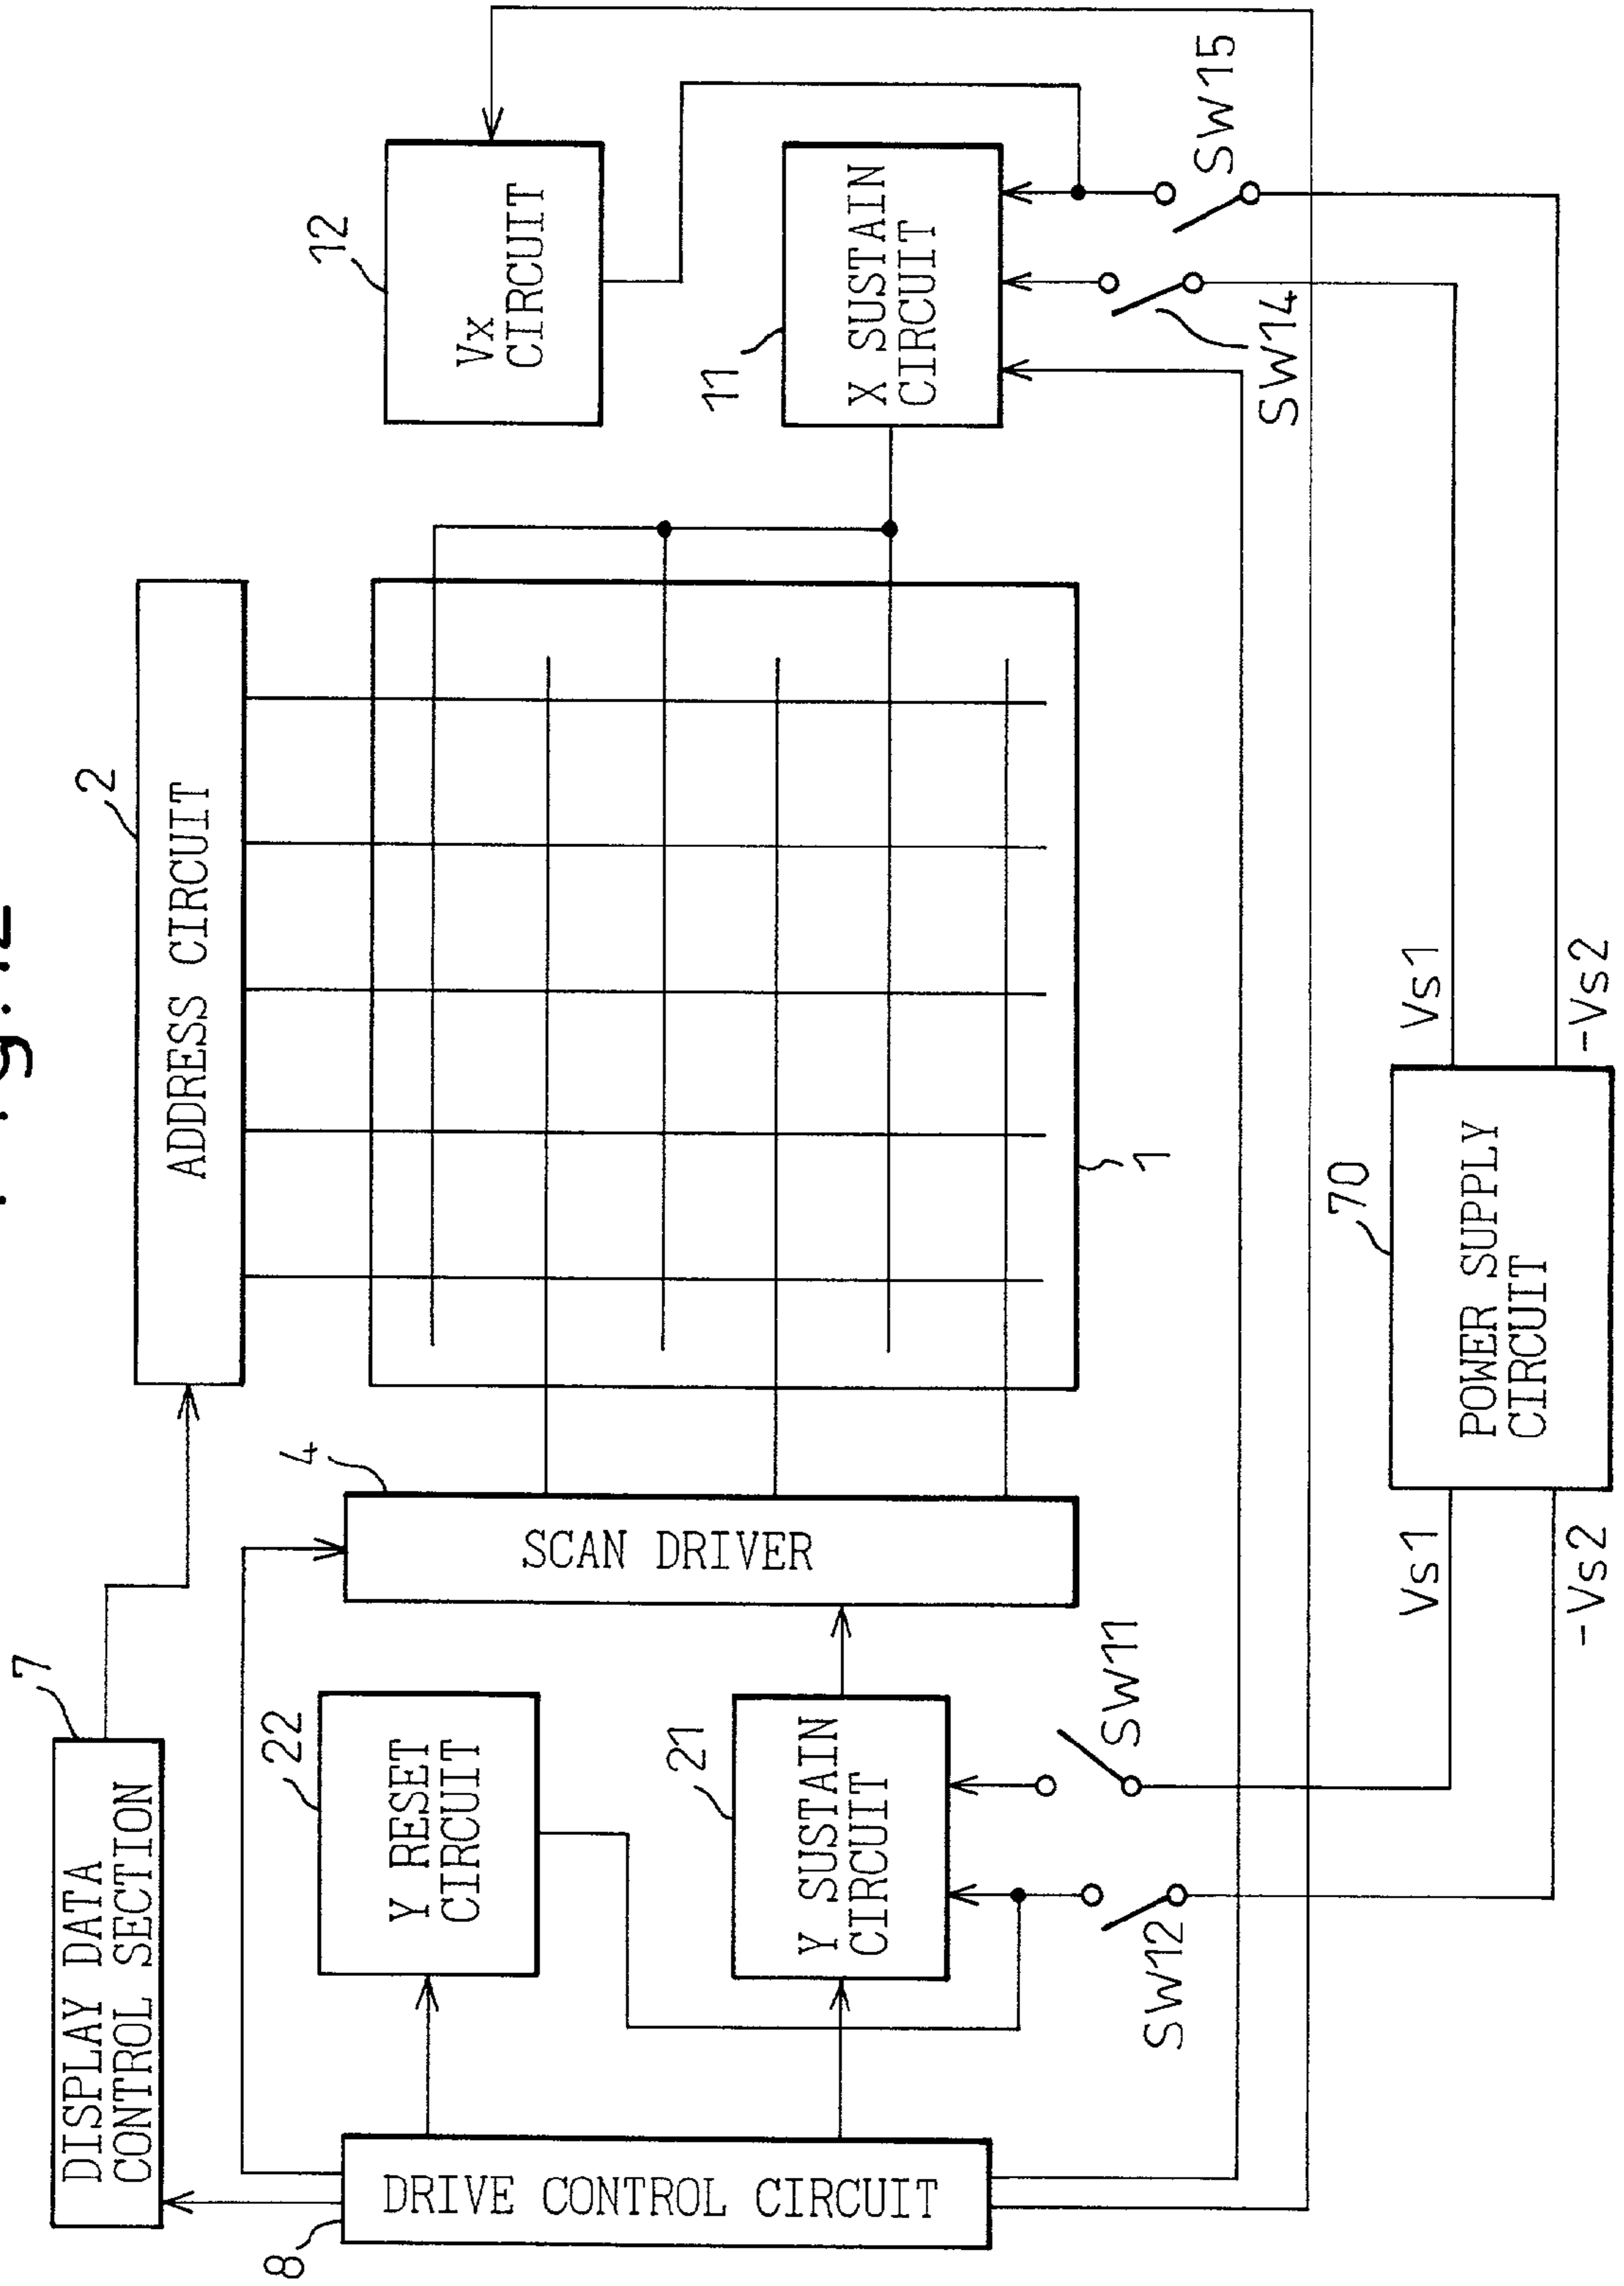 7
DISPLAY DATA
CONTROL SECTION
2
ADDRESS CIRCUIT
8
DRIVE CONTROL CIRCUIT
22
Y RESET
CIRCUIT
4
SCAN DRIVER
12
Vx
CIRCUIT
21
Y SUSTAIN
CIRCUIT
11
X SUSTAIN
CIRCUIT
1
SW12
SW11
SW14
SW15
70
POWER SUPPLY
CIRCUIT
Vs1
-Vs2
Vs1
-Vs2